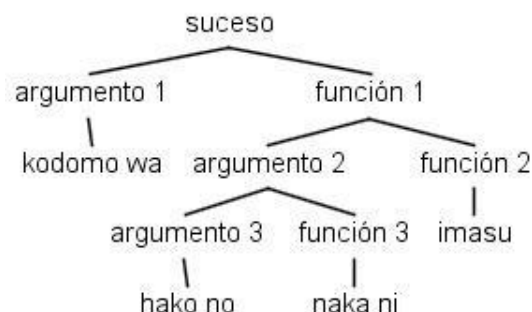 suceso
argumento 1 función 1
kodomo wa argumento 2 función 2
argumento 3 función 3 imasu
hako no naka ni